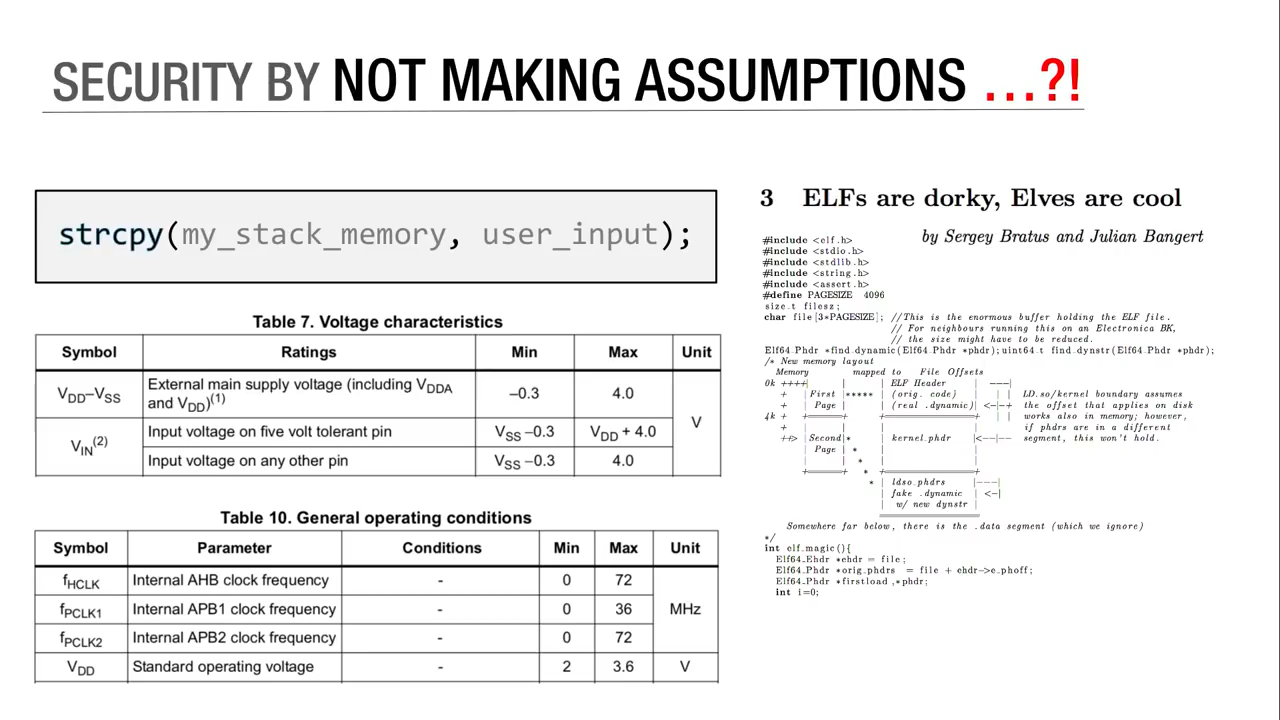 SECURITY BY NOT MAKING ASSUMPTIONS ...?!
strcpy(my_stack_memory, user_input);
Table 7. Voltage characteristics
Symbol Ratings Min Max Unit
VDD–VSS External main supply voltage (including VDDA and VDD)(1) –0.3 4.0 V
VIN(2) Input voltage on five volt tolerant pin VSS –0.3 VDD + 4.0
Input voltage on any other pin VSS –0.3 4.0
Table 10. General operating conditions
Symbol Parameter Conditions Min Max Unit
fHCLK Internal AHB clock frequency - 0 72 MHz
fPCLK1 Internal APB1 clock frequency - 0 36
fPCLK2 Internal APB2 clock frequency - 0 72
VDD Standard operating voltage - 2 3.6 V
3 ELFs are dorky, Elves are cool
by Sergey Bratus and Julian Bangert
#include <elf.h>
#include <stdio.h>
#include <stdlib.h>
#include <string.h>
#include <assert.h>
#define PAGESIZE 4096
size_t filesz;
char file[3*PAGESIZE]; //This is the enormous buffer holding the ELF file.
// For neighbours running this on an Electronica BK,
// the size might have to be reduced.
Elf64_Phdr *find_dynamic(Elf64_Phdr *phdr);uint64_t find_dynstr(Elf64_Phdr *phdr);
/* New memory layout
Memory mapped to File Offsets
0k ++++| | | ELF Header | ---|
+ |First |***** | (orig. code) | | | LD.so/kernel boundary assumes
+ | Page | | (real .dynamic)| <-|-+ the offset that applies on disk
4k + +=====+ +==============+ | | works also in memory; however,
+ | | | | if phdrs are in a different
++> |Second|* | kernel_phdr |<--|-- segment, this won't hold.
| Page | * | |
| | * | |
+=====+ * +==============+
* | ldso_phdrs |---|
| fake .dynamic | <-|
| w/ new dynstr |
==============
Somewhere far below, there is the .data segment (which we ignore)
*/
int elf_magic(){
Elf64_Ehdr *ehdr = file;
Elf64_Phdr *orig_phdrs = file + ehdr->e_phoff;
Elf64_Phdr *firstload,*phdr;
int i=0;